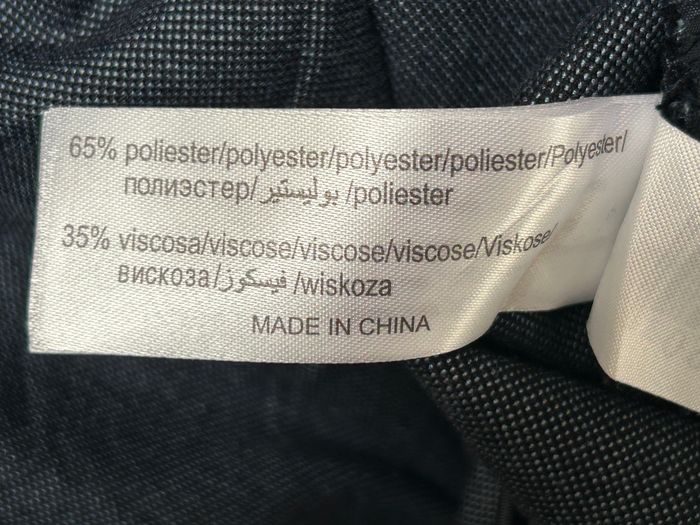 65% poliester/polyester/polyester/poliester/Polyester/
полиэстер/بوليستير /poliester
35% viscosa/viscose/viscose/viscose/Viskose/
вискоза/فيسكوز /wiskoza
MADE IN CHINA